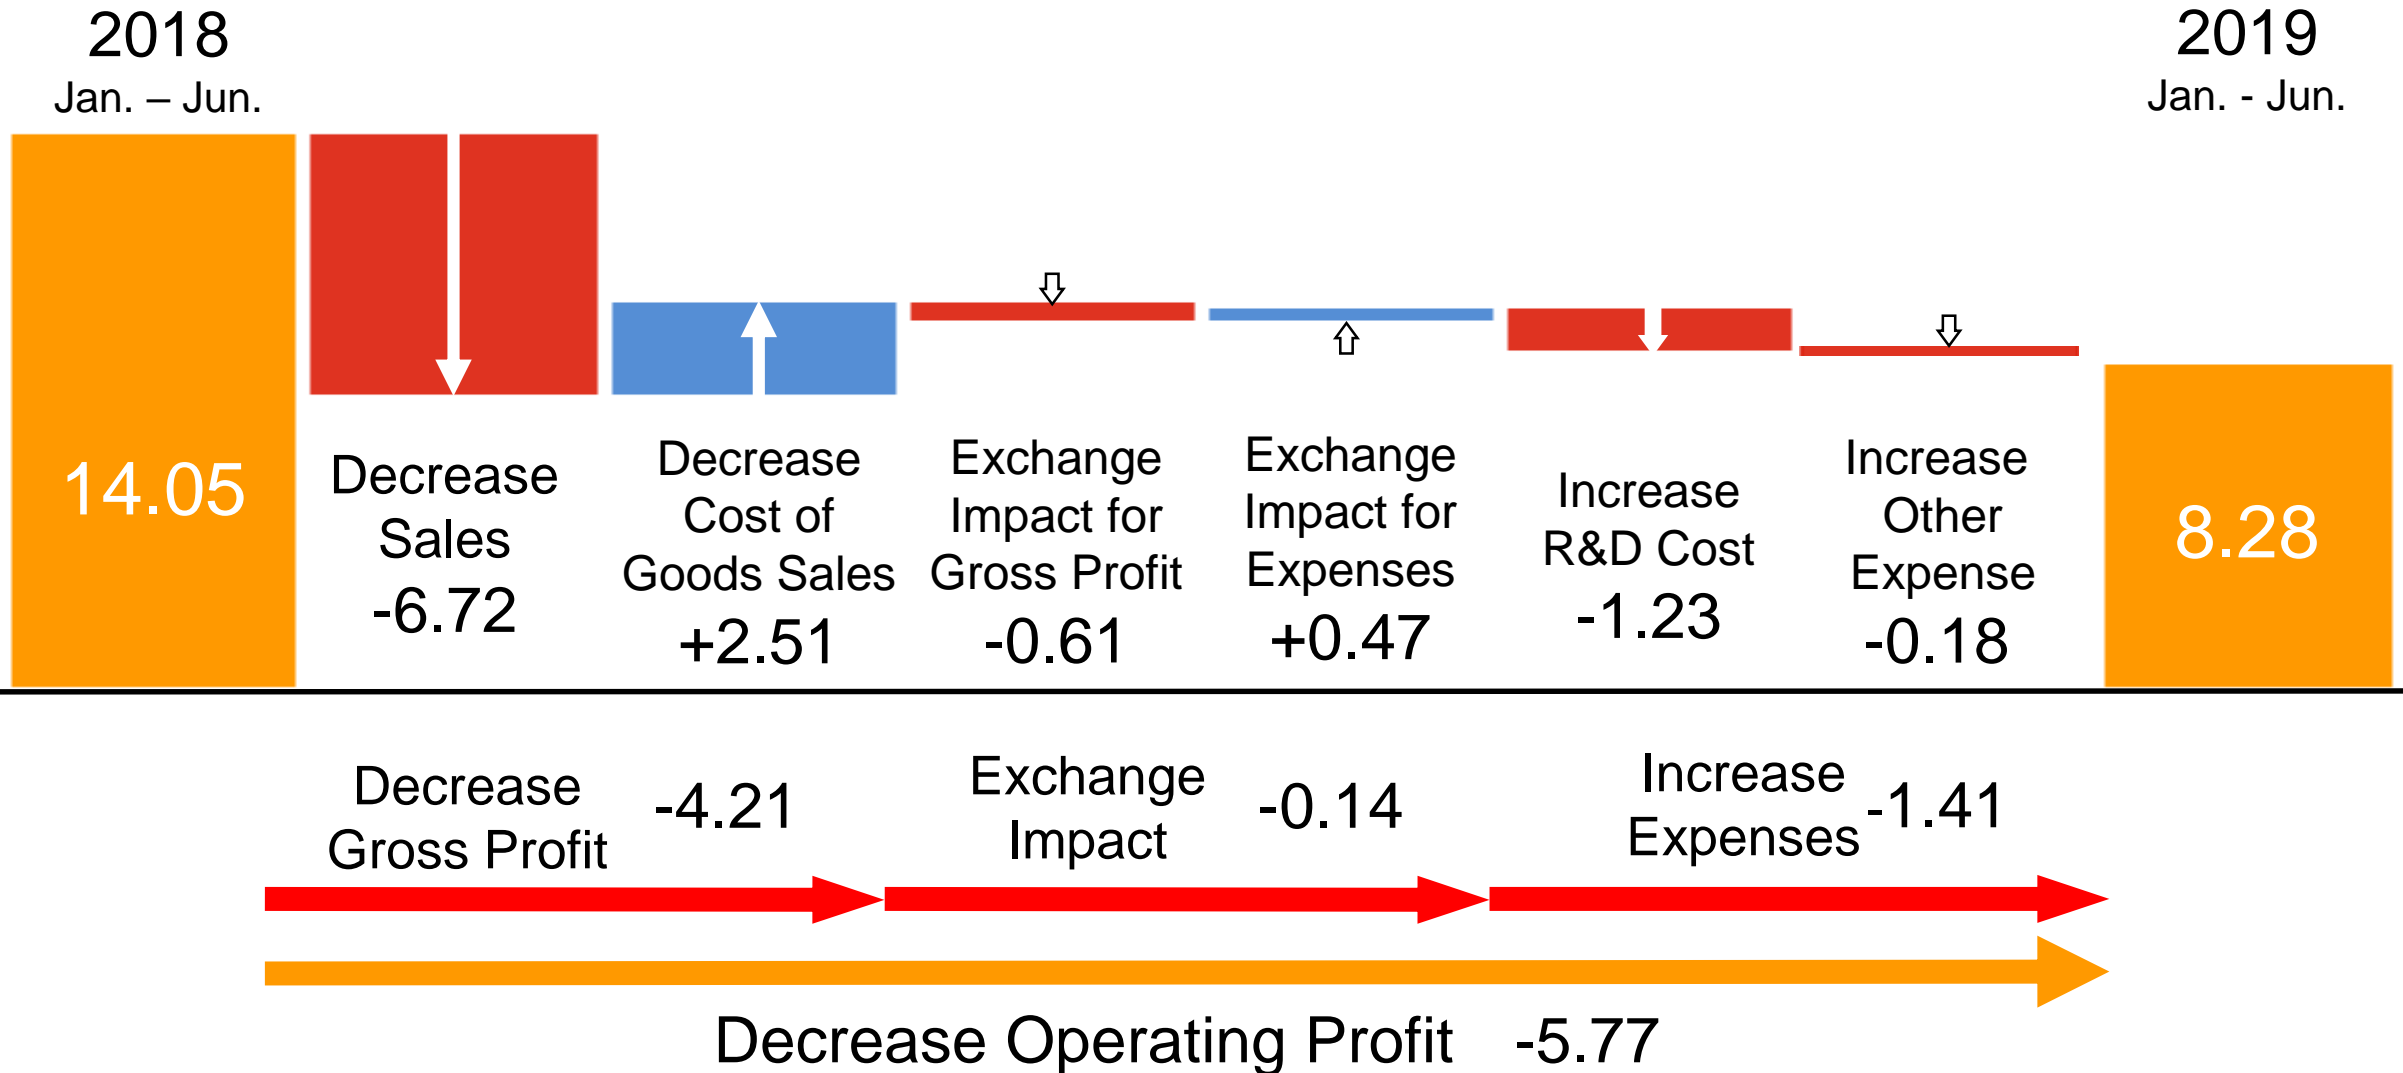 2018
Jan. – Jun.
2019
Jan. - Jun.
14.05
Decrease
Sales
-6.72
Decrease
Cost of
Goods Sales
+2.51
Exchange
Impact for
Gross Profit
-0.61
Exchange
Impact for
Expenses
+0.47
Increase
R&D Cost
-1.23
Increase
Other
Expense
-0.18
8.28
Decrease
Gross Profit
-4.21
Exchange
Impact
-0.14
Increase
Expenses
-1.41
Decrease Operating Profit -5.77